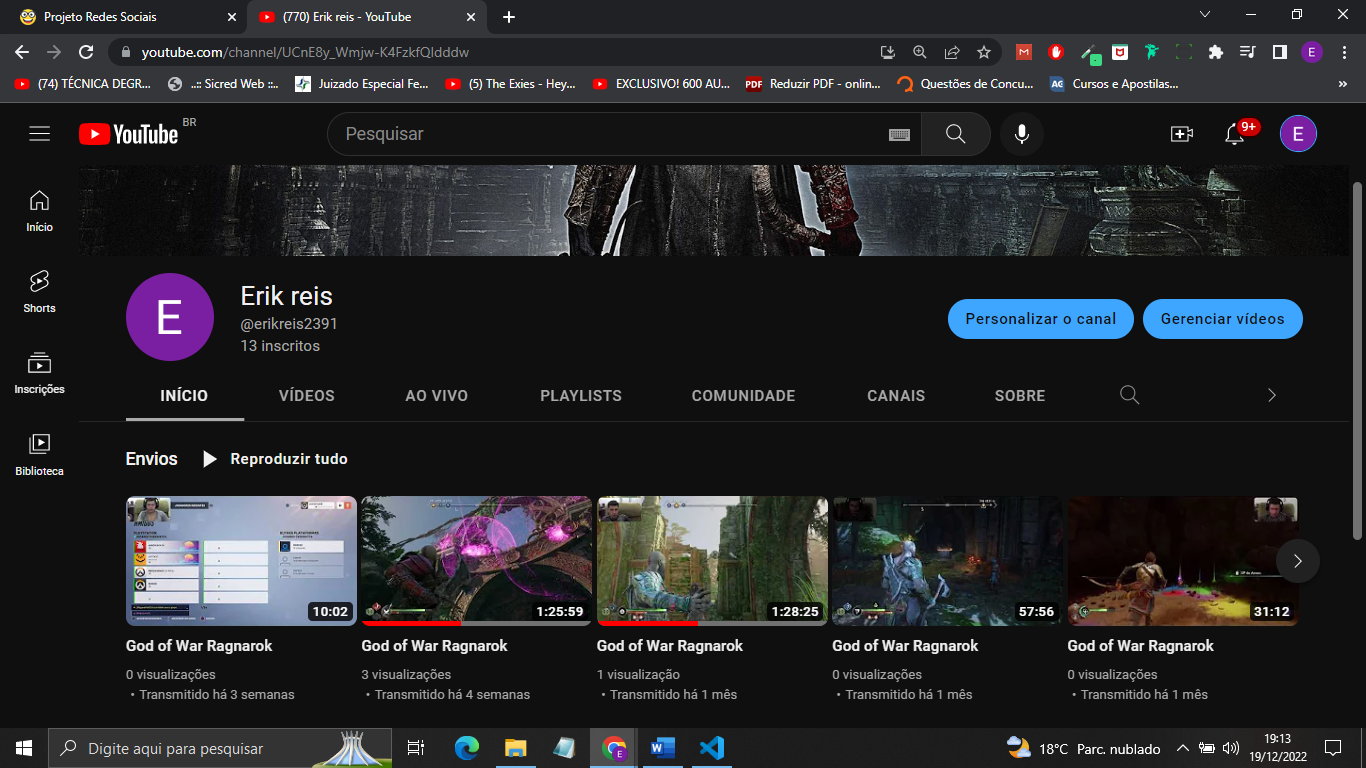 Projeto Redes Sociais
(770) Erik reis - YouTube
youtube.com/channel/UCnE8y_Wmjw-K4FzkfQIdddw
(74) TÉCNICA DEGR...
..:: Sicred Web ::..
Juizado Especial Fe...
(5) The Exies - Hey...
EXCLUSIVO! 600 AU...
PDF Reduzir PDF - onlin...
Questões de Concu...
AG Cursos e Apostilas...
YouTube BR
Pesquisar
9+
E
Início
Shorts
Inscrições
Biblioteca
E
Erik reis
@erikreis2391
13 inscritos
Personalizar o canal
Gerenciar vídeos
INÍCIO VÍDEOS AO VIVO PLAYLISTS COMUNIDADE CANAIS SOBRE
Envios
Reproduzir tudo
10:02
God of War Ragnarok
0 visualizações
• Transmitido há 3 semanas
1:25:59
God of War Ragnarok
3 visualizações
• Transmitido há 4 semanas
1:28:25
God of War Ragnarok
1 visualização
• Transmitido há 1 mês
57:56
God of War Ragnarok
0 visualizações
• Transmitido há 1 mês
31:12
God of War Ragnarok
0 visualizações
• Transmitido há 1 mês
Digite aqui para pesquisar
18°C Parc. nublado
19:13
19/12/2022